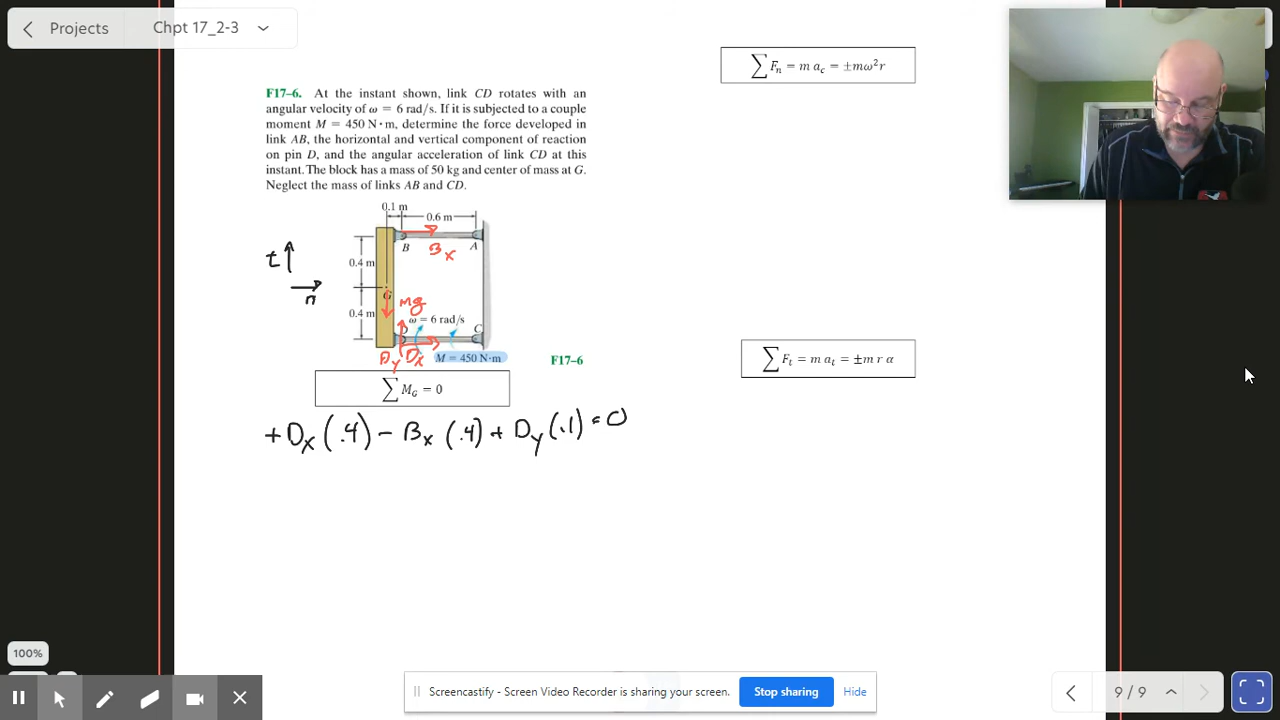 Projects
Chpt 17_2-3
∑ Fn = m ac = ±mω²r
F17–6. At the instant shown, link CD rotates with an
angular velocity of ω = 6 rad/s. If it is subjected to a couple
moment M = 450 N·m, determine the force developed in
link AB, the horizontal and vertical component of reaction
on pin D, and the angular acceleration of link CD at this
instant. The block has a mass of 50 kg and center of mass at G.
Neglect the mass of links AB and CD.
0.1 m
0.6 m
B
A
Bx
t
n
0.4 m
G
0.4 m
mg
ω = 6 rad/s
D
C
Dy
Dx
M = 450 N·m
F17–6
∑ Ft = m at = ±m r α
∑ MG = 0
+Dx(.4) - Bx(.4) + Dy(.1) = 0
100%
Screencastify - Screen Video Recorder is sharing your screen.
Stop sharing
Hide
9 / 9